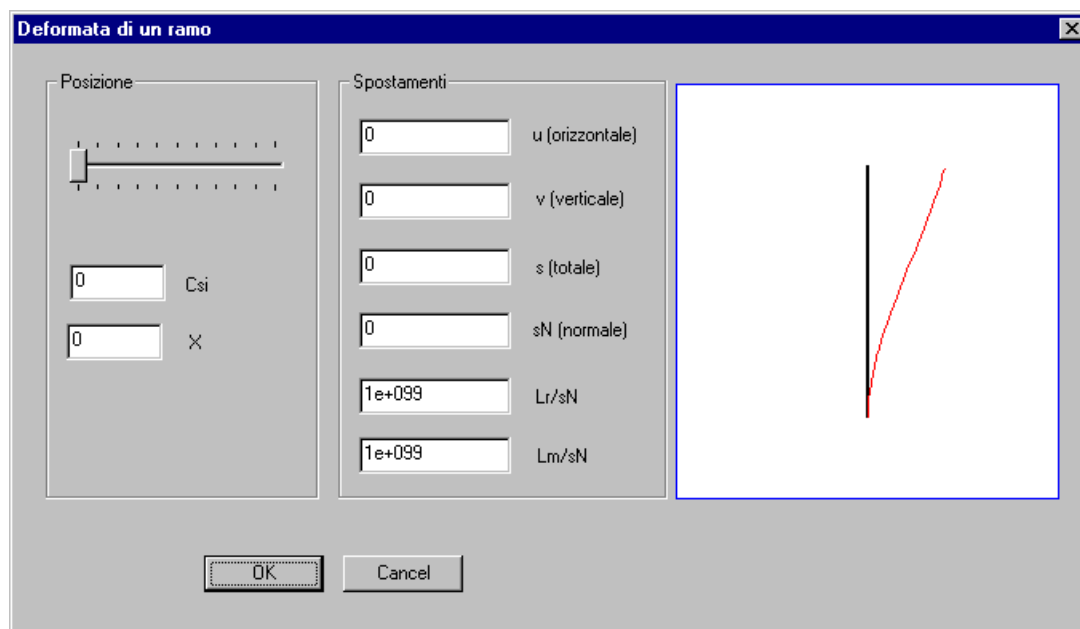 Deformata di un ramo
Posizione
0 Csi
0 X
Spostamenti
0 u (orizzontale)
0 v (verticale)
0 s (totale)
0 sN (normale)
1e+099 Lr/sN
1e+099 Lm/sN
OK Cancel